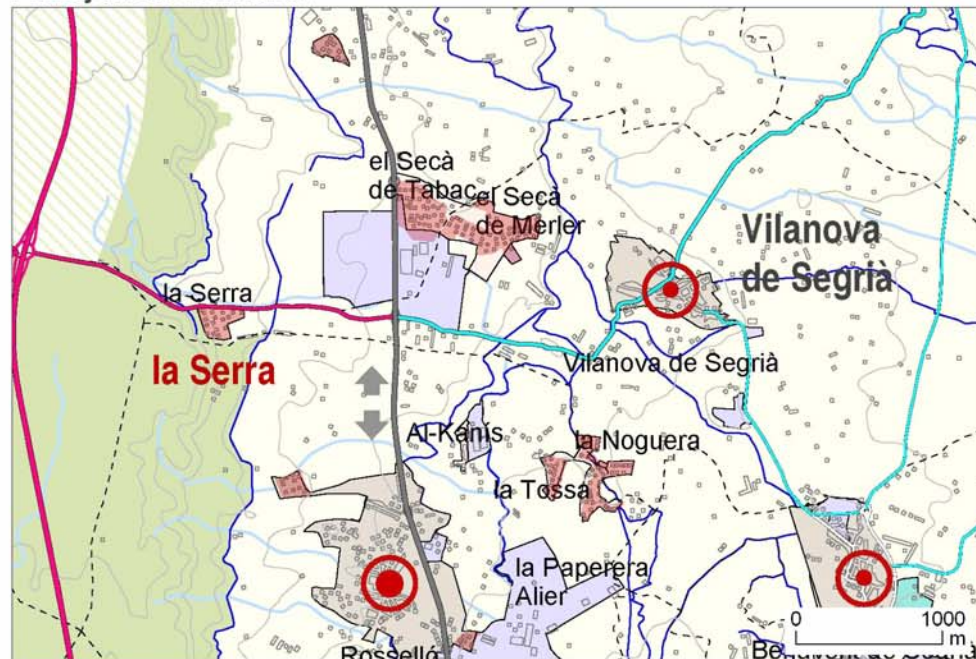 el Secà
de Tabac
el Secà
de Merler
Vilanova
de Segrià
la Serra
la Serra
Vilanova de Segrià
Al-Kanís
la Noguera
la Tossa
la Paperera
Alier
Rosselló
0 1000
m